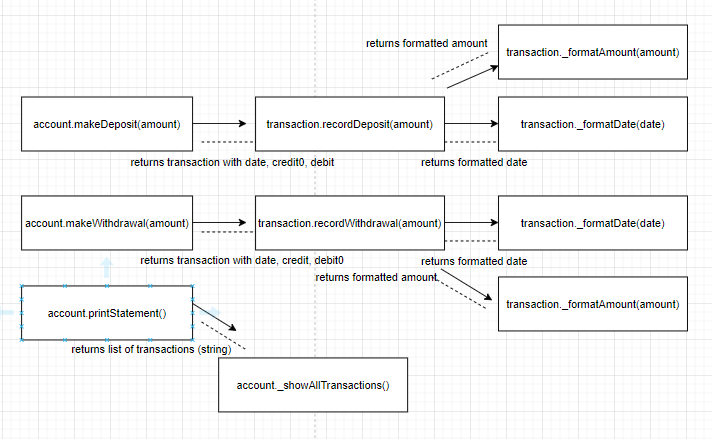 returns formatted amount
transaction._formatAmount(amount)
account.makeDeposit(amount)
transaction.recordDeposit(amount)
transaction._formatDate(date)
returns transaction with date, credit0, debit
returns formatted date
account.makeWithdrawal(amount)
transaction.recordWithdrawal(amount)
transaction._formatDate(date)
returns transaction with date, credit, debit0
returns formatted date
returns formatted amount
transaction._formatAmount(amount)
account.printStatement()
returns list of transactions (string)
account._showAllTransactions()